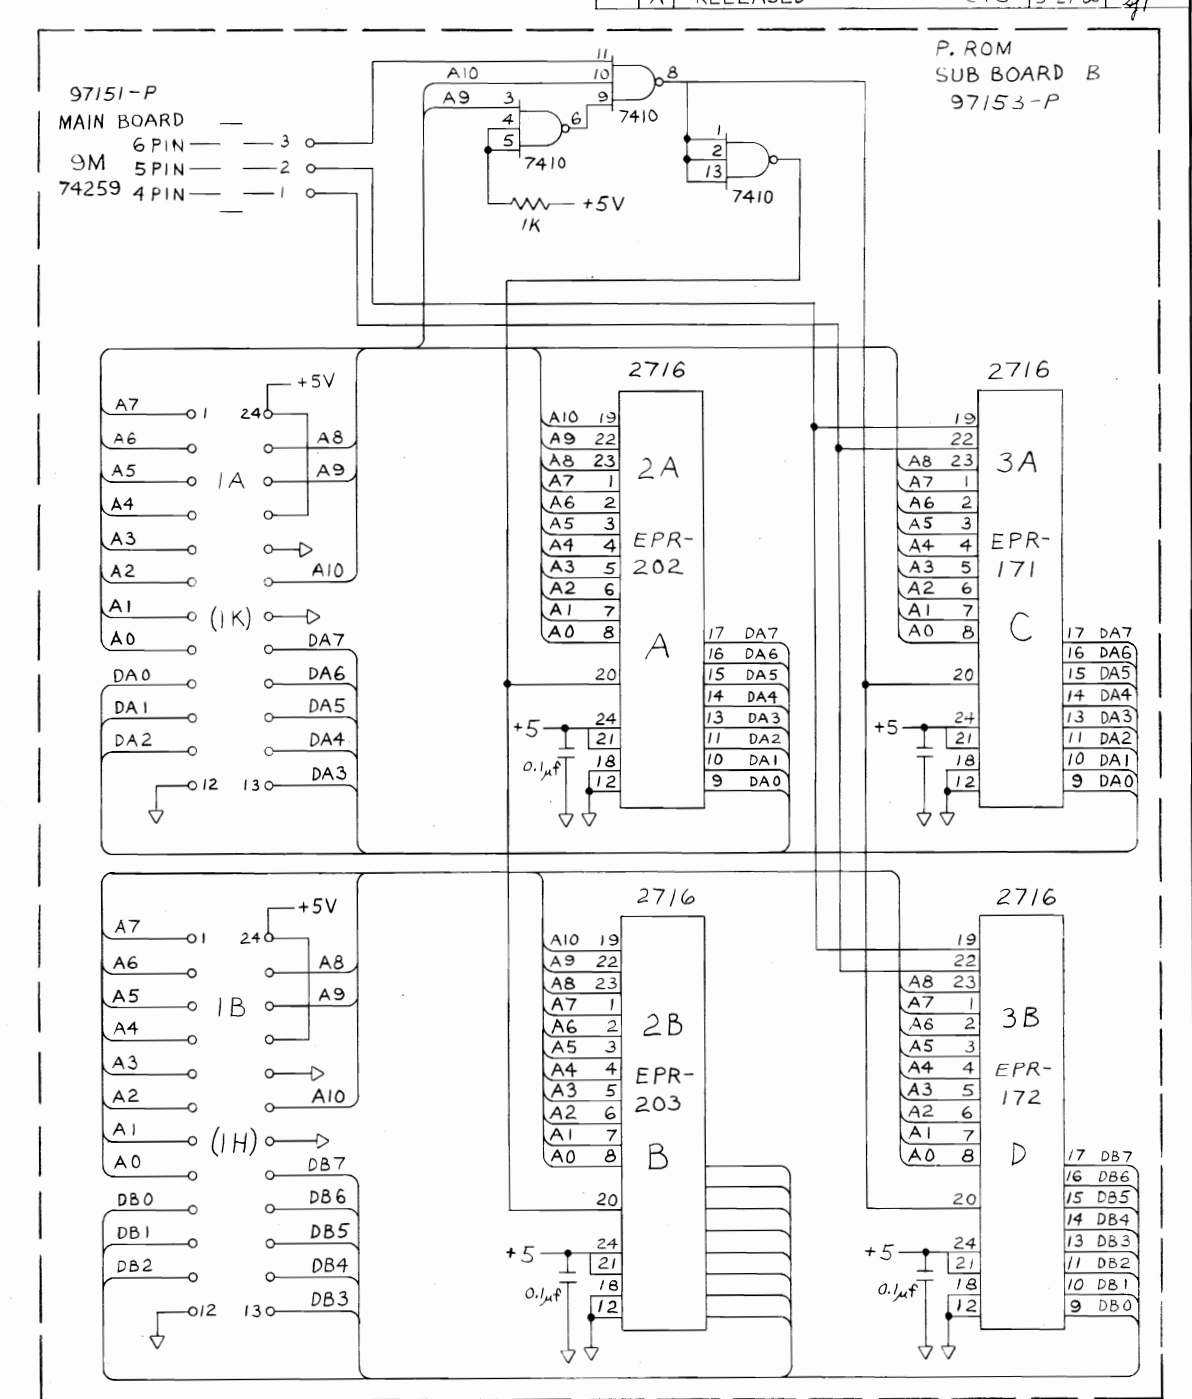 A RELEASED
P. ROM
SUB BOARD B
97153-P
97151-P
MAIN BOARD
6 PIN 3
9M 5 PIN 2
74259 4 PIN 1
A10
A9
11
10
9
8
7410
3
4
5
6
7410
1
2
13
7410
1K
+5V
+5V
A7 1 24
A6 A8
A5 1A A9
A4
A3
A2 A10
A1 (1K)
A0 DA7
DA0 DA6
DA1 DA5
DA2 DA4
12 13 DA3
2716
A10 19
A9 22
A8 23
A7 1
A6 2
A5 3
A4 4
A3 5
A2 6
A1 7
A0 8
20
+5 24
21
0.1µf 18
12
2A
EPR-
202
A
17 DA7
16 DA6
15 DA5
14 DA4
13 DA3
11 DA2
10 DA1
9 DA0
2716
19
22
A8 23
A7 1
A6 2
A5 3
A4 4
A3 5
A2 6
A1 7
A0 8
20
+5 24
21
18
12
3A
EPR-
171
C
17 DA7
16 DA6
15 DA5
14 DA4
13 DA3
11 DA2
10 DA1
9 DA0
+5V
A7 1 24
A6 A8
A5 1B A9
A4
A3
A2 A10
A1 (1H)
A0 DB7
DB0 DB6
DB1 DB5
DB2 DB4
12 13 DB3
2716
A10 19
A9 22
A8 23
A7 1
A6 2
A5 3
A4 4
A3 5
A2 6
A1 7
A0 8
20
+5 24
21
0.1µf 18
12
2B
EPR-
203
B
2716
19
22
A8 23
A7 1
A6 2
A5 3
A4 4
A3 5
A2 6
A1 7
A0 8
20
+5 24
21
0.1µf 18
12
3B
EPR-
172
D
17 DB7
16 DB6
15 DB5
14 DB4
13 DB3
11 DB2
10 DB1
9 DB0